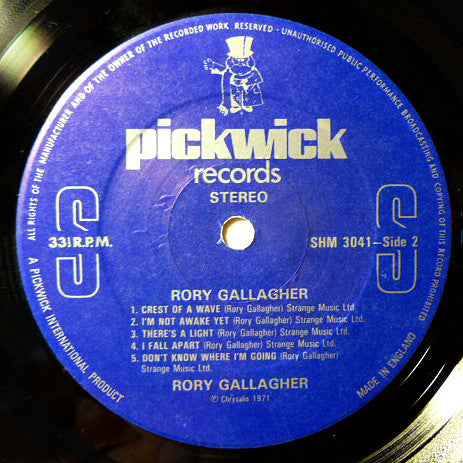 ALL RIGHTS OF THE MANUFACTURER AND OF THE OWNER OF THE RECORDED WORK RESERVED - UNAUTHORISED PUBLIC PERFORMANCE BROADCASTING AND COPYING OF THIS RECORD PROHIBITED
pickwick
records
STEREO
S S
33⅓ R.P.M.
SHM 3041-Side 2
RORY GALLAGHER
1. CREST OF A WAVE (Rory Gallagher) Strange Music Ltd.
2. I'M NOT AWAKE YET (Rory Gallagher) Strange Music Ltd.
3. THERE'S A LIGHT (Rory Gallagher) Strange Music Ltd.
4. I FALL APART (Rory Gallagher) Strange Music Ltd.
5. DON'T KNOW WHERE I'M GOING (Rory Gallagher)
Strange Music Ltd.
RORY GALLAGHER
℗ Chrysalis 1971
A PICKWICK INTERNATIONAL PRODUCT
MADE IN ENGLAND